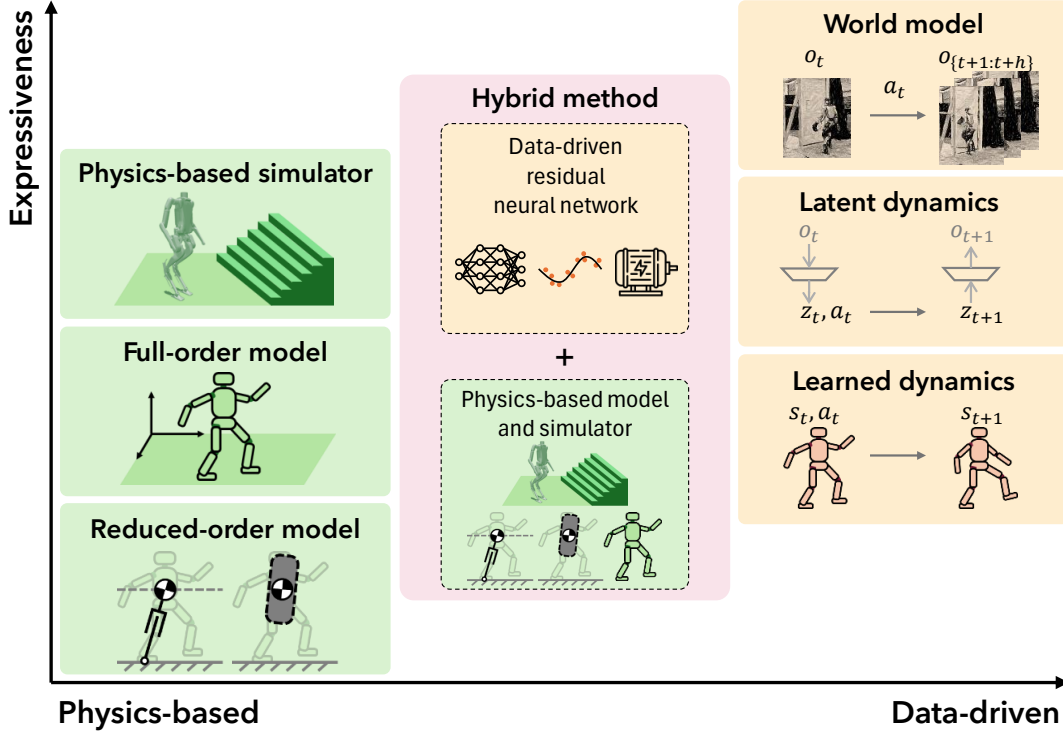 Expressiveness
Physics-based simulator
Full-order model
Reduced-order model
Hybrid method
Data-driven
residual
neural network
+
Physics-based model
and simulator
World model
o_t
a_t
o_{t+1:t+h}
Latent dynamics
o_t
o_{t+1}
z_t, a_t
z_{t+1}
Learned dynamics
s_t, a_t
s_{t+1}
Physics-based
Data-driven